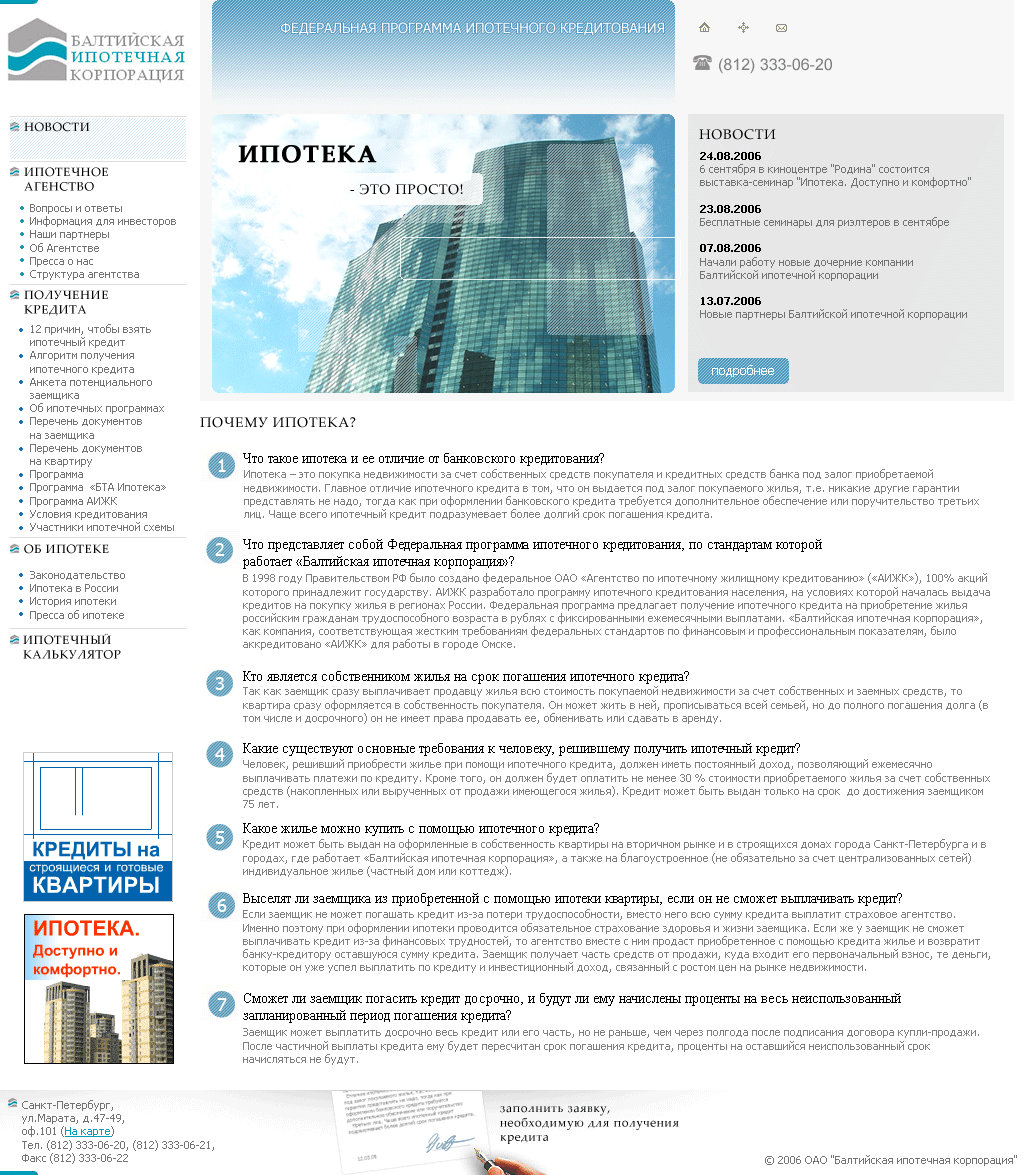 БАЛТИЙСКАЯ
ИПОТЕЧНАЯ
КОРПОРАЦИЯ
ФЕДЕРАЛЬНАЯ ПРОГРАММА ИПОТЕЧНОГО КРЕДИТОВАНИЯ
(812) 333-06-20
НОВОСТИ
ИПОТЕЧНОЕ
АГЕНСТВО
Вопросы и ответы
Информация для инвесторов
Наши партнеры
Об Агентстве
Пресса о нас
Структура агентства
ПОЛУЧЕНИЕ
КРЕДИТА
12 причин, чтобы взять
ипотечный кредит
Алгоритм получения
ипотечного кредита
Анкета потенциального
заемщика
Об ипотечных программах
Перечень документов
на заемщика
Перечень документов
на квартиру
Программа
Программа «БТА Ипотека»
Программа АИЖК
Условия кредитования
Участники ипотечной схемы
ОБ ИПОТЕКЕ
Законодательство
Ипотека в России
История ипотеки
Пресса об ипотеке
ИПОТЕЧНЫЙ
КАЛЬКУЛЯТОР
КРЕДИТЫ на
строящиеся и готовые
КВАРТИРЫ
ИПОТЕКА.
Доступно и
комфортно.
ИПОТЕКА
- ЭТО ПРОСТО!
НОВОСТИ
24.08.2006
6 сентября в киноцентре "Родина" состоится
выставка-семинар "Ипотека. Доступно и комфортно"
23.08.2006
Бесплатные семинары для риэлтеров в сентябре
07.08.2006
Начали работу новые дочерние компании
Балтийской ипотечной корпорации
13.07.2006
Новые партнеры Балтийской ипотечной корпорации
подробнее
ПОЧЕМУ ИПОТЕКА?
1 Что такое ипотека и ее отличие от банковского кредитования?
Ипотека – это покупка недвижимости за счет собственных средств покупателя и кредитных средств банка под залог приобретаемой
недвижимости. Главное отличие ипотечного кредита в том, что он выдается под залог покупаемого жилья, т.е. никакие другие гарантии
представлять не надо, тогда как при оформлении банковского кредита требуется дополнительное обеспечение или поручительство третьих
лиц. Чаще всего ипотечный кредит подразумевает более долгий срок погашения кредита.
2 Что представляет собой Федеральная программа ипотечного кредитования, по стандартам которой
работает «Балтийская ипотечная корпорация»?
В 1998 году Правительством РФ было создано федеральное ОАО «Агентство по ипотечному жилищному кредитованию» («АИЖК»), 100% акций
которого принадлежит государству. АИЖК разработало программу ипотечного кредитования населения, на условиях которой началась выдача
кредитов на покупку жилья в регионах России. Федеральная программа предлагает получение ипотечного кредита на приобретение жилья
российским гражданам трудоспособного возраста в рублях с фиксированными ежемесячными выплатами. «Балтийская ипотечная корпорация»,
как компания, соответствующая жестким требованиям федеральных стандартов по финансовым и профессиональным показателям, было
аккредитовано «АИЖК» для работы в городе Омске.
3 Кто является собственником жилья на срок погашения ипотечного кредита?
Так как заемщик сразу выплачивает продавцу жилья всю стоимость покупаемой недвижимости за счет собственных и заемных средств, то
квартира сразу оформляется в собственность покупателя. Он может жить в ней, прописываться всей семьей, но до полного погашения долга (в
том числе и досрочного) он не имеет права продавать ее, обменивать или сдавать в аренду.
4 Какие существуют основные требования к человеку, решившему получить ипотечный кредит?
Человек, решивший приобрести жилье при помощи ипотечного кредита, должен иметь постоянный доход, позволяющий ежемесячно
выплачивать платежи по кредиту. Кроме того, он должен будет оплатить не менее 30 % стоимости приобретаемого жилья за счет собственных
средств (накопленных или вырученных от продажи имеющегося жилья). Кредит может быть выдан только на срок до достижения заемщиком
75 лет.
5 Какое жилье можно купить с помощью ипотечного кредита?
Кредит может быть выдан на оформленные в собственность квартиры на вторичном рынке и в строящихся домах города Санкт-Петербурга и в
городах, где работает «Балтийская ипотечная корпорация», а также на благоустроенное (не обязательно за счет централизованных сетей)
индивидуальное жилье (частный дом или коттедж).
6 Выселят ли заемщика из приобретенной с помощью ипотеки квартиры, если он не сможет выплачивать кредит?
Если заемщик не может погашать кредит из-за потери трудоспособности, вместо него всю сумму кредита выплатит страховое агентство.
Именно поэтому при оформлении ипотеки проводится обязательное страхование здоровья и жизни заемщика. Если же у заемщик не сможет
выплачивать кредит из-за финансовых трудностей, то агентство вместе с ним продаст приобретенное с помощью кредита жилье и возвратит
банку-кредитору оставшуюся сумму кредита. Заемщик получает часть средств от продажи, куда входит его первоначальный взнос, те деньги,
которые он уже успел выплатить по кредиту и инвестиционный доход, связанный с ростом цен на рынке недвижимости.
7 Сможет ли заемщик погасить кредит досрочно, и будут ли ему начислены проценты на весь неиспользованный
запланированный период погашения кредита?
Заемщик может выплатить досрочно весь кредит или его часть, но не раньше, чем через полгода после подписания договора купли-продажи.
После частичной выплаты кредита ему будет пересчитан срок погашения кредита, проценты на оставшийся неиспользованный срок
начисляться не будут.
Санкт-Петербург,
ул.Марата, д.47-49,
оф.101 (На карте)
Тел. (812) 333-06-20, (812) 333-06-21,
Факс (812) 333-06-22
заполнить заявку,
необходимую для получения
кредита
© 2006 ОАО "Балтийская ипотечная корпорация"